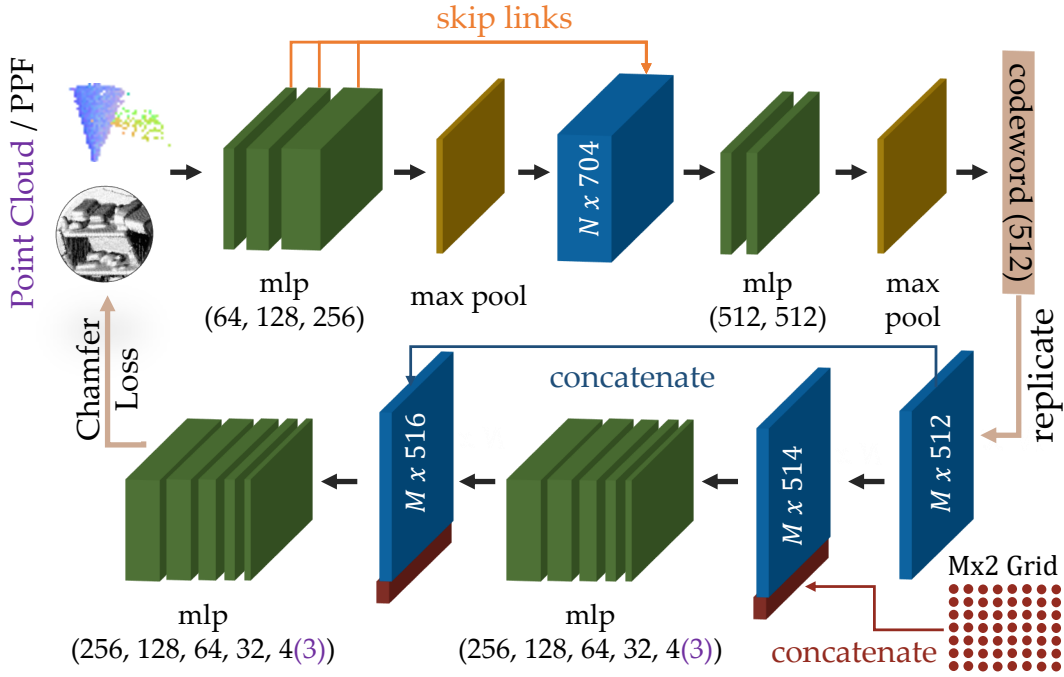 skip links
Point Cloud / PPF
N x 704
codeword (512)
mlp
(64, 128, 256)
max pool
mlp
(512, 512)
max
pool
replicate
concatenate
Chamfer
Loss
M x 516
M x 514
M x 512
Mx2 Grid
mlp
(256, 128, 64, 32, 4(3))
mlp
(256, 128, 64, 32, 4(3))
concatenate